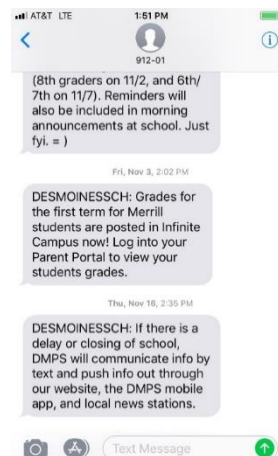 AT&T LTE 1:51 PM
912-01
(8th graders on 11/2, and 6th/
7th on 11/7). Reminders will
also be included in morning
announcements at school. Just
fyi. = )
Fri, Nov 3, 2:02 PM
DESMOINESSCH: Grades for
the first term for Merrill
students are posted in Infinite
Campus now! Log into your
Parent Portal to view your
students grades.
Thu, Nov 16, 2:35 PM
DESMOINESSCH: If there is a
delay or closing of school,
DMPS will communicate info by
text and push info out through
our website, the DMPS mobile
app, and local news stations.
Text Message